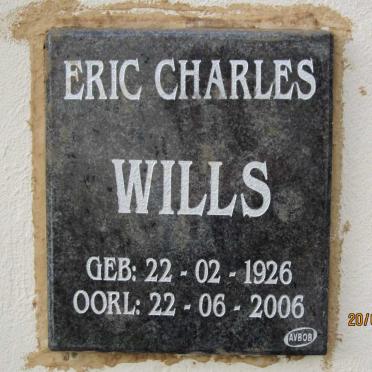 ERIC CHARLES
WILLS
GEB: 22 - 02 - 1926
OORL: 22 - 06 - 2006
AVBOB